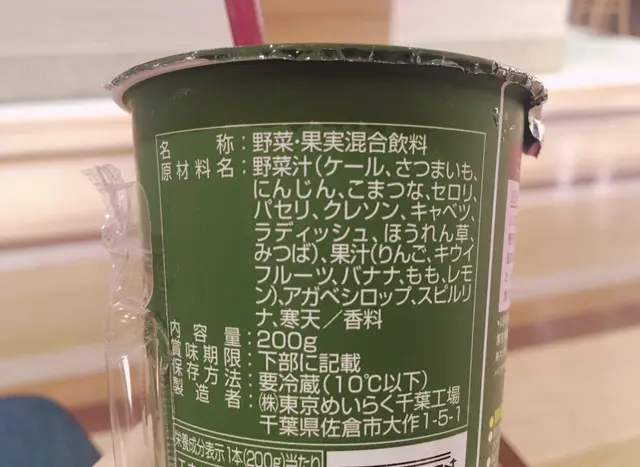 名称：野菜・果実混合飲料
原材料名：野菜汁(ケール、さつまいも、
にんじん、こまつな、セロリ、
パセリ、クレソン、キャベツ、
ラディッシュ、ほうれん草、
みつば)、果汁(りんご、キウイ
フルーツ、バナナ、もも、レモ
ン)、アガベシロップ、スピルリ
ナ、寒天／香料
内容量：200g
賞味期限：下部に記載
保存方法：要冷蔵(10℃以下)
製造者：㈱東京めいらく千葉工場
千葉県佐倉市大作1-5-1
栄養成分表示 1本(200g)当たり